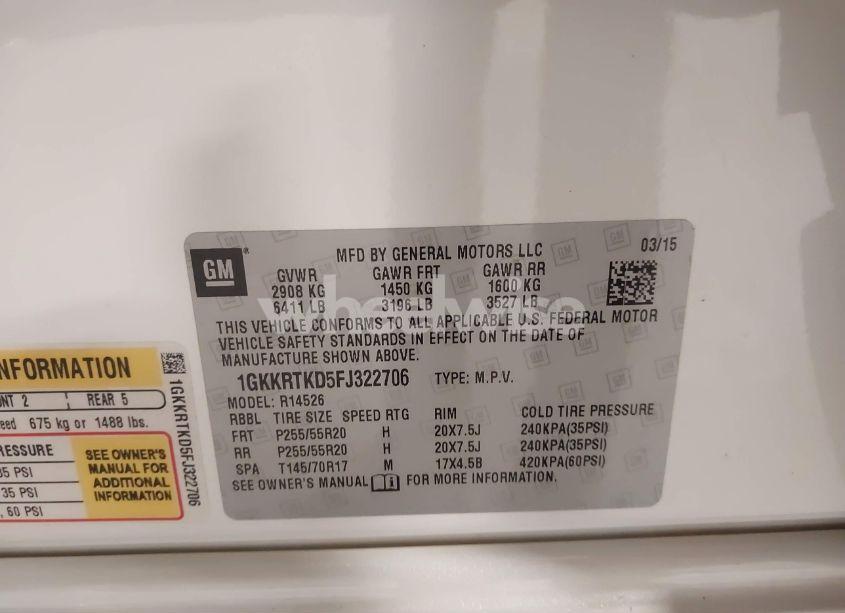 GM
MFD BY GENERAL MOTORS LLC
03/15
GVWR GAWR FRT GAWR RR
2908 KG 1450 KG 1600 KG
6411 LB 3196 LB 3527 LB
wheelwise
THIS VEHICLE CONFORMS TO ALL APPLICABLE U.S. FEDERAL MOTOR
VEHICLE SAFETY STANDARDS IN EFFECT ON THE DATE OF
MANUFACTURE SHOWN ABOVE.
1GKKRTKD5FJ322706 TYPE: M.P.V.
MODEL: R14526
RBBL TIRE SIZE SPEED RTG RIM COLD TIRE PRESSURE
FRT P255/55R20 H 20X7.5J 240KPA(35PSI)
RR P255/55R20 H 20X7.5J 240KPA(35PSI)
SPA T145/70R17 M 17X4.5B 420KPA(60PSI)
SEE OWNER'S MANUAL FOR MORE INFORMATION.
NFORMATION
NT 2 REAR 5
eed 675 kg or 1488 lbs.
RESSURE
35 PSI
35 PSI
, 60 PSI
SEE OWNER'S
MANUAL FOR
ADDITIONAL
INFORMATION
1GKKRTKD5FJ322706